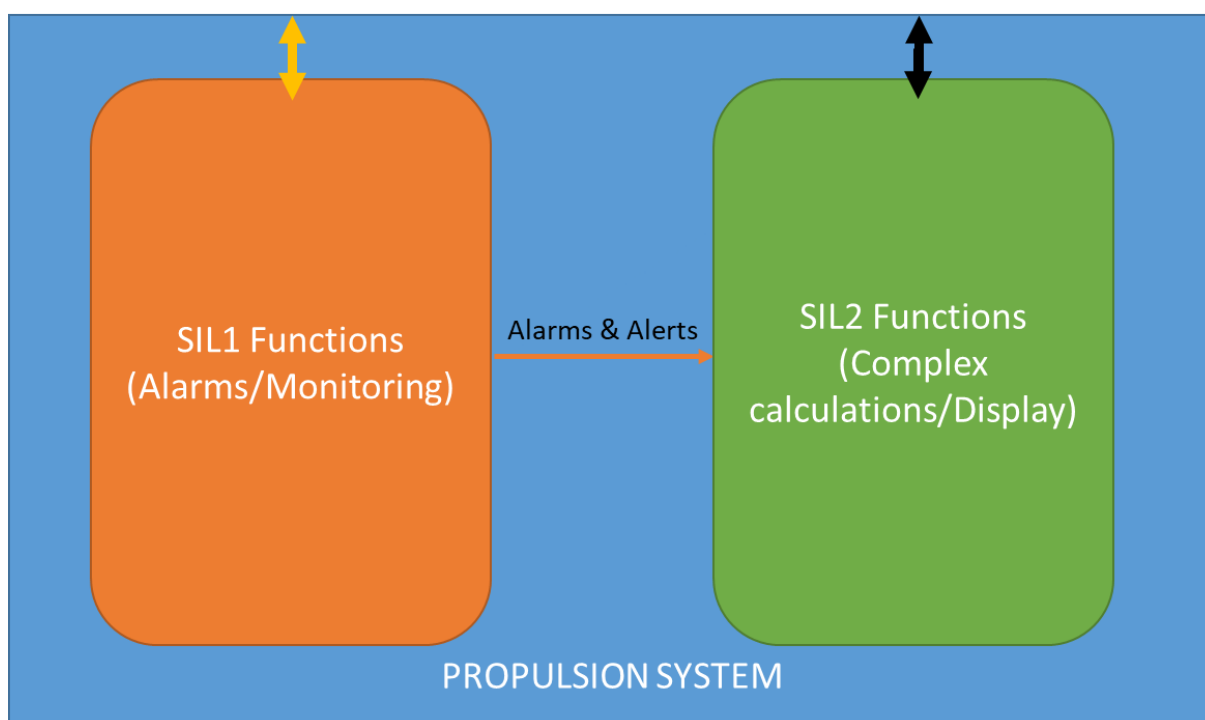 SIL1 Functions
(Alarms/Monitoring)
Alarms & Alerts
SIL2 Functions
(Complex
calculations/Display)
PROPULSION SYSTEM